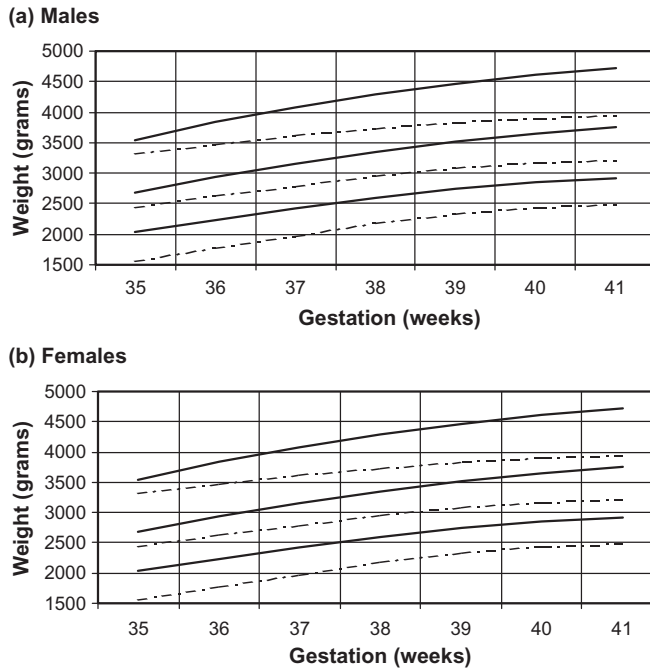 (a) Males
5000
4500
4000
3500
3000
2500
2000
1500
Weight (grams)
35 36 37 38 39 40 41
Gestation (weeks)
(b) Females
5000
4500
4000
3500
3000
2500
2000
1500
Weight (grams)
35 36 37 38 39 40 41
Gestation (weeks)